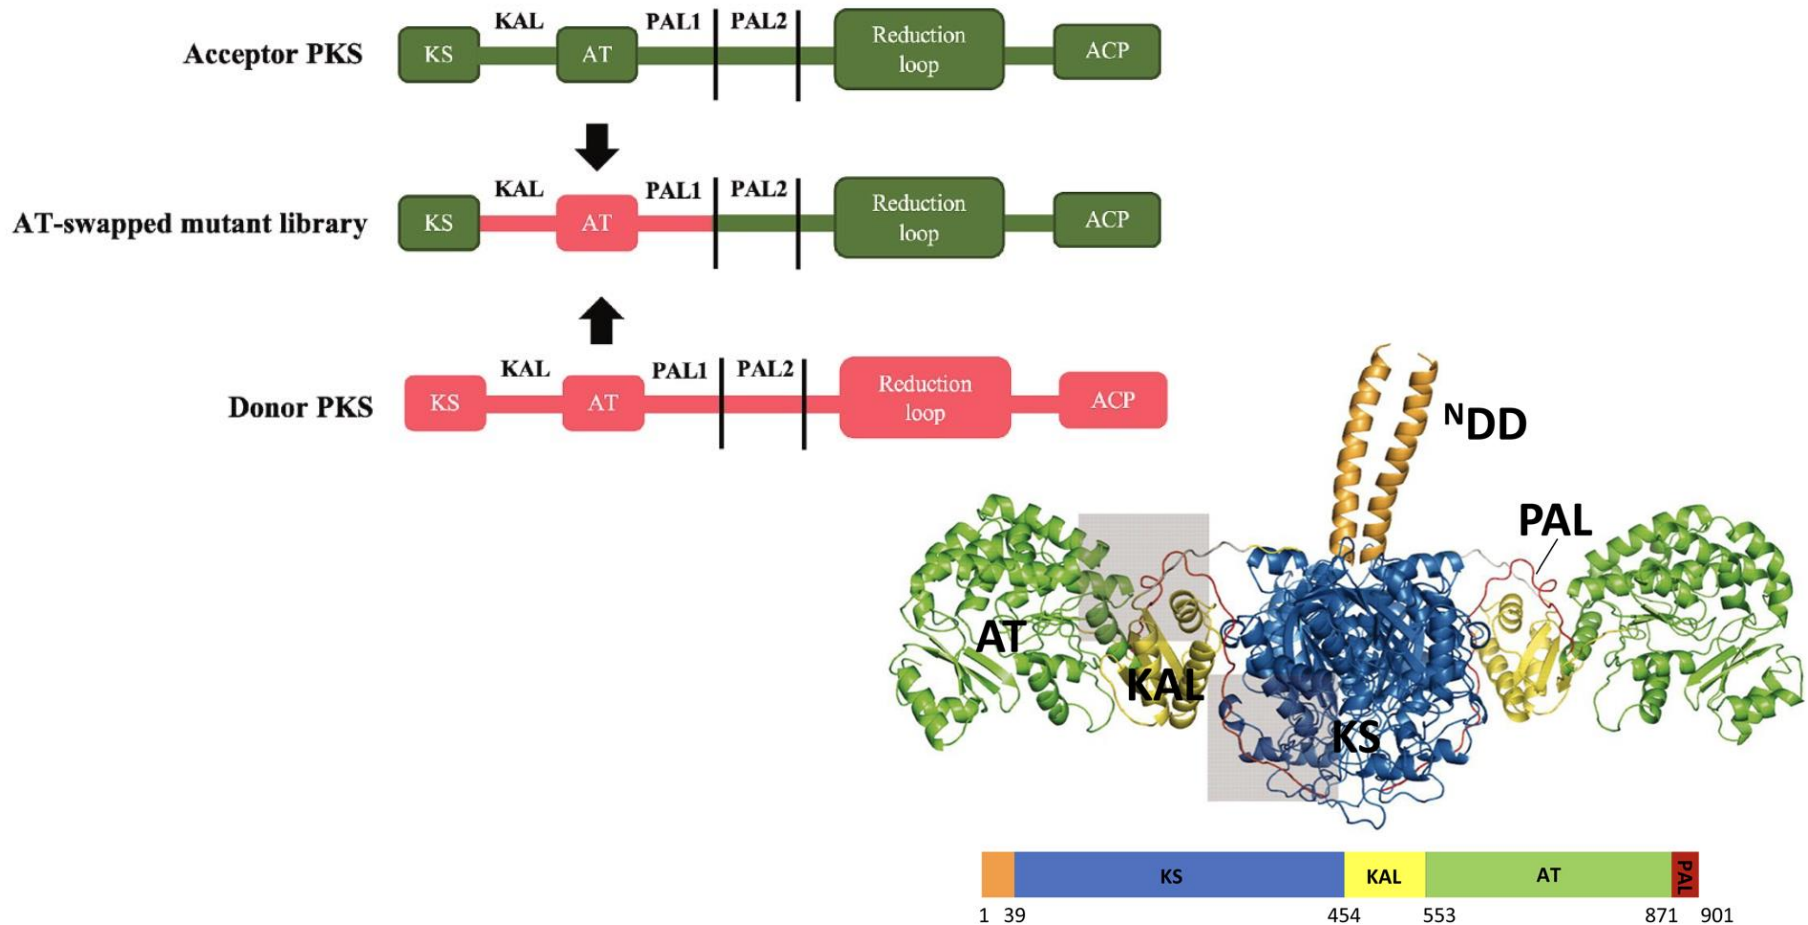 KAL PAL1 PAL2
Acceptor PKS KS AT Reduction loop ACP
KAL PAL1 PAL2
AT-swapped mutant library KS AT Reduction loop ACP
KAL PAL1 PAL2
Donor PKS KS AT Reduction loop ACP
NDD
PAL
AT
KAL
KS
KS KAL AT PAL
1 39 454 553 871 901